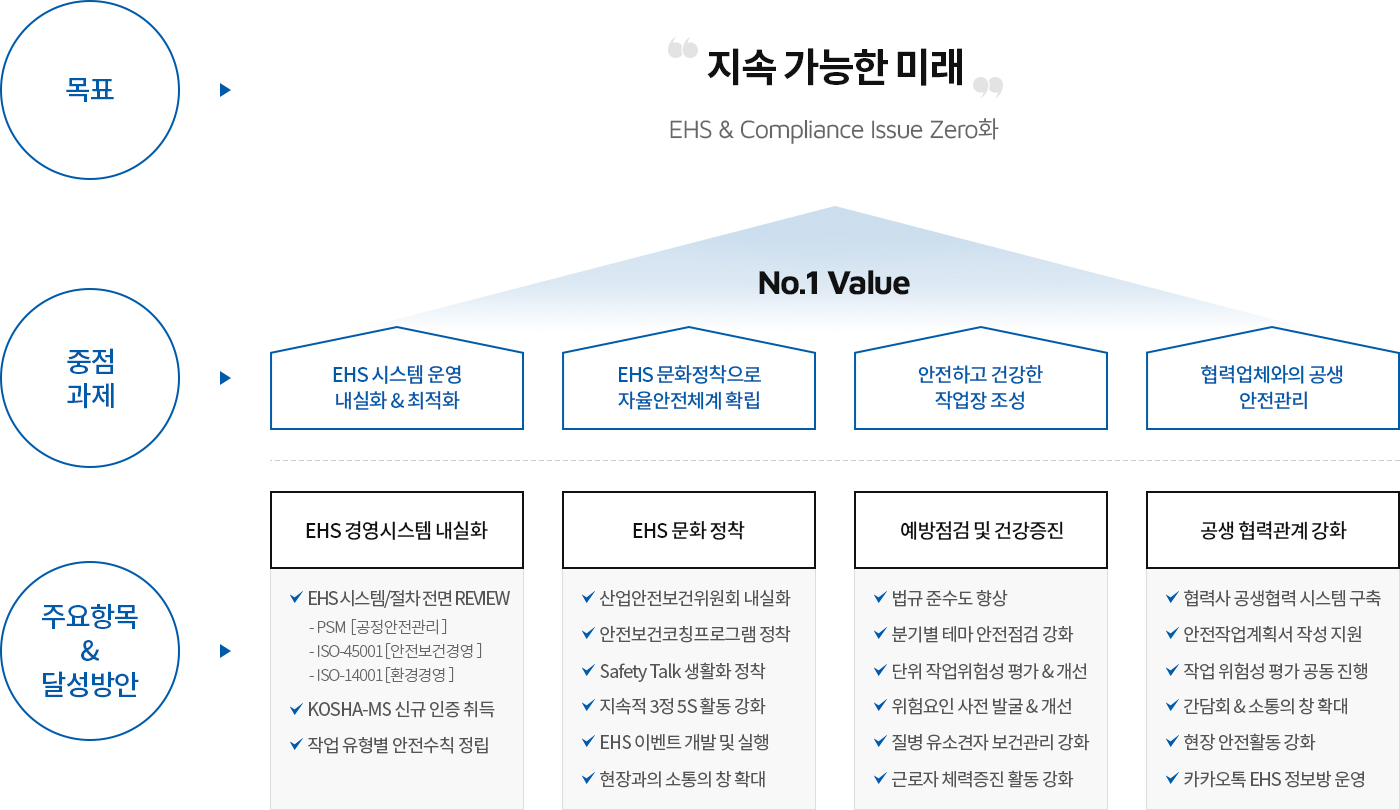 목표
지속 가능한 미래
EHS & Compliance Issue Zero화
No.1 Value
중점
과제
EHS 시스템 운영
내실화 & 최적화
EHS 문화정착으로
자율안전체계 확립
안전하고 건강한
작업장 조성
협력업체와의 공생
안전관리
주요항목
&
달성방안
EHS 경영시스템 내실화
EHS 시스템/절차 전면 REVIEW
- PSM [공정안전관리]
- ISO-45001 [안전보건경영]
- ISO-14001 [환경경영]
KOSHA-MS 신규 인증 취득
작업 유형별 안전수칙 정립
EHS 문화 정착
산업안전보건위원회 내실화
안전보건코칭프로그램 정착
Safety Talk 생활화 정착
지속적 3정 5S 활동 강화
EHS 이벤트 개발 및 실행
현장과의 소통의 창 확대
예방점검 및 건강증진
법규 준수도 향상
분기별 테마 안전점검 강화
단위 작업위험성 평가 & 개선
위험요인 사전 발굴 & 개선
질병 유소견자 보건관리 강화
근로자 체력증진 활동 강화
공생 협력관계 강화
협력사 공생협력 시스템 구축
안전작업계획서 작성 지원
작업 위험성 평가 공동 진행
간담회 & 소통의 창 확대
현장 안전활동 강화
카카오톡 EHS 정보방 운영